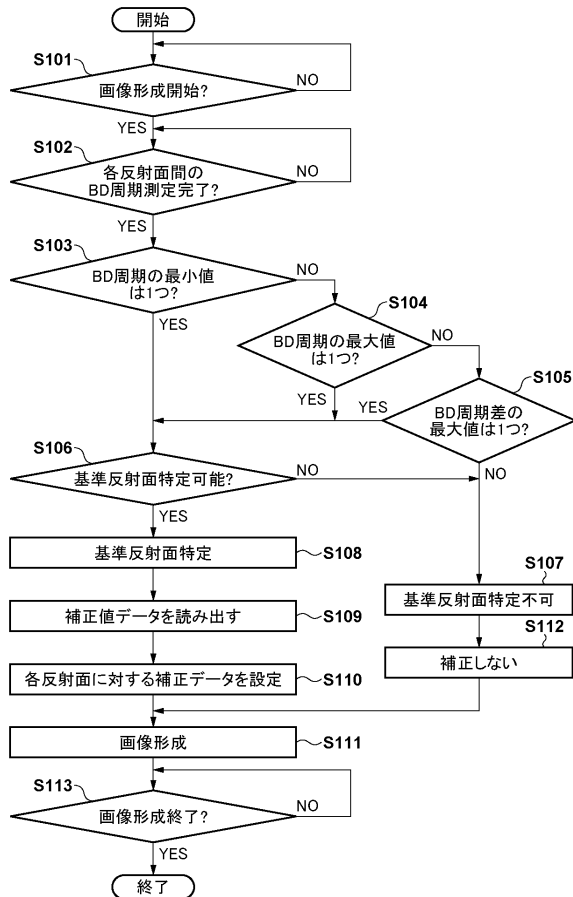 開始
S101
画像形成開始?
NO
YES
S102
各反射面間の
BD周期測定完了?
NO
YES
S103
BD周期の最小値
は1つ?
NO
YES
S104
BD周期の最大値
は1つ?
NO
YES
S105
BD周期差の
最大値は1つ?
YES
NO
S106
基準反射面特定可能?
NO
YES
基準反射面特定
S108
S107
基準反射面特定不可
補正値データを読み出す
S109
S112
補正しない
各反射面に対する補正データを設定
S110
画像形成
S111
S113
画像形成終了?
NO
YES
終了